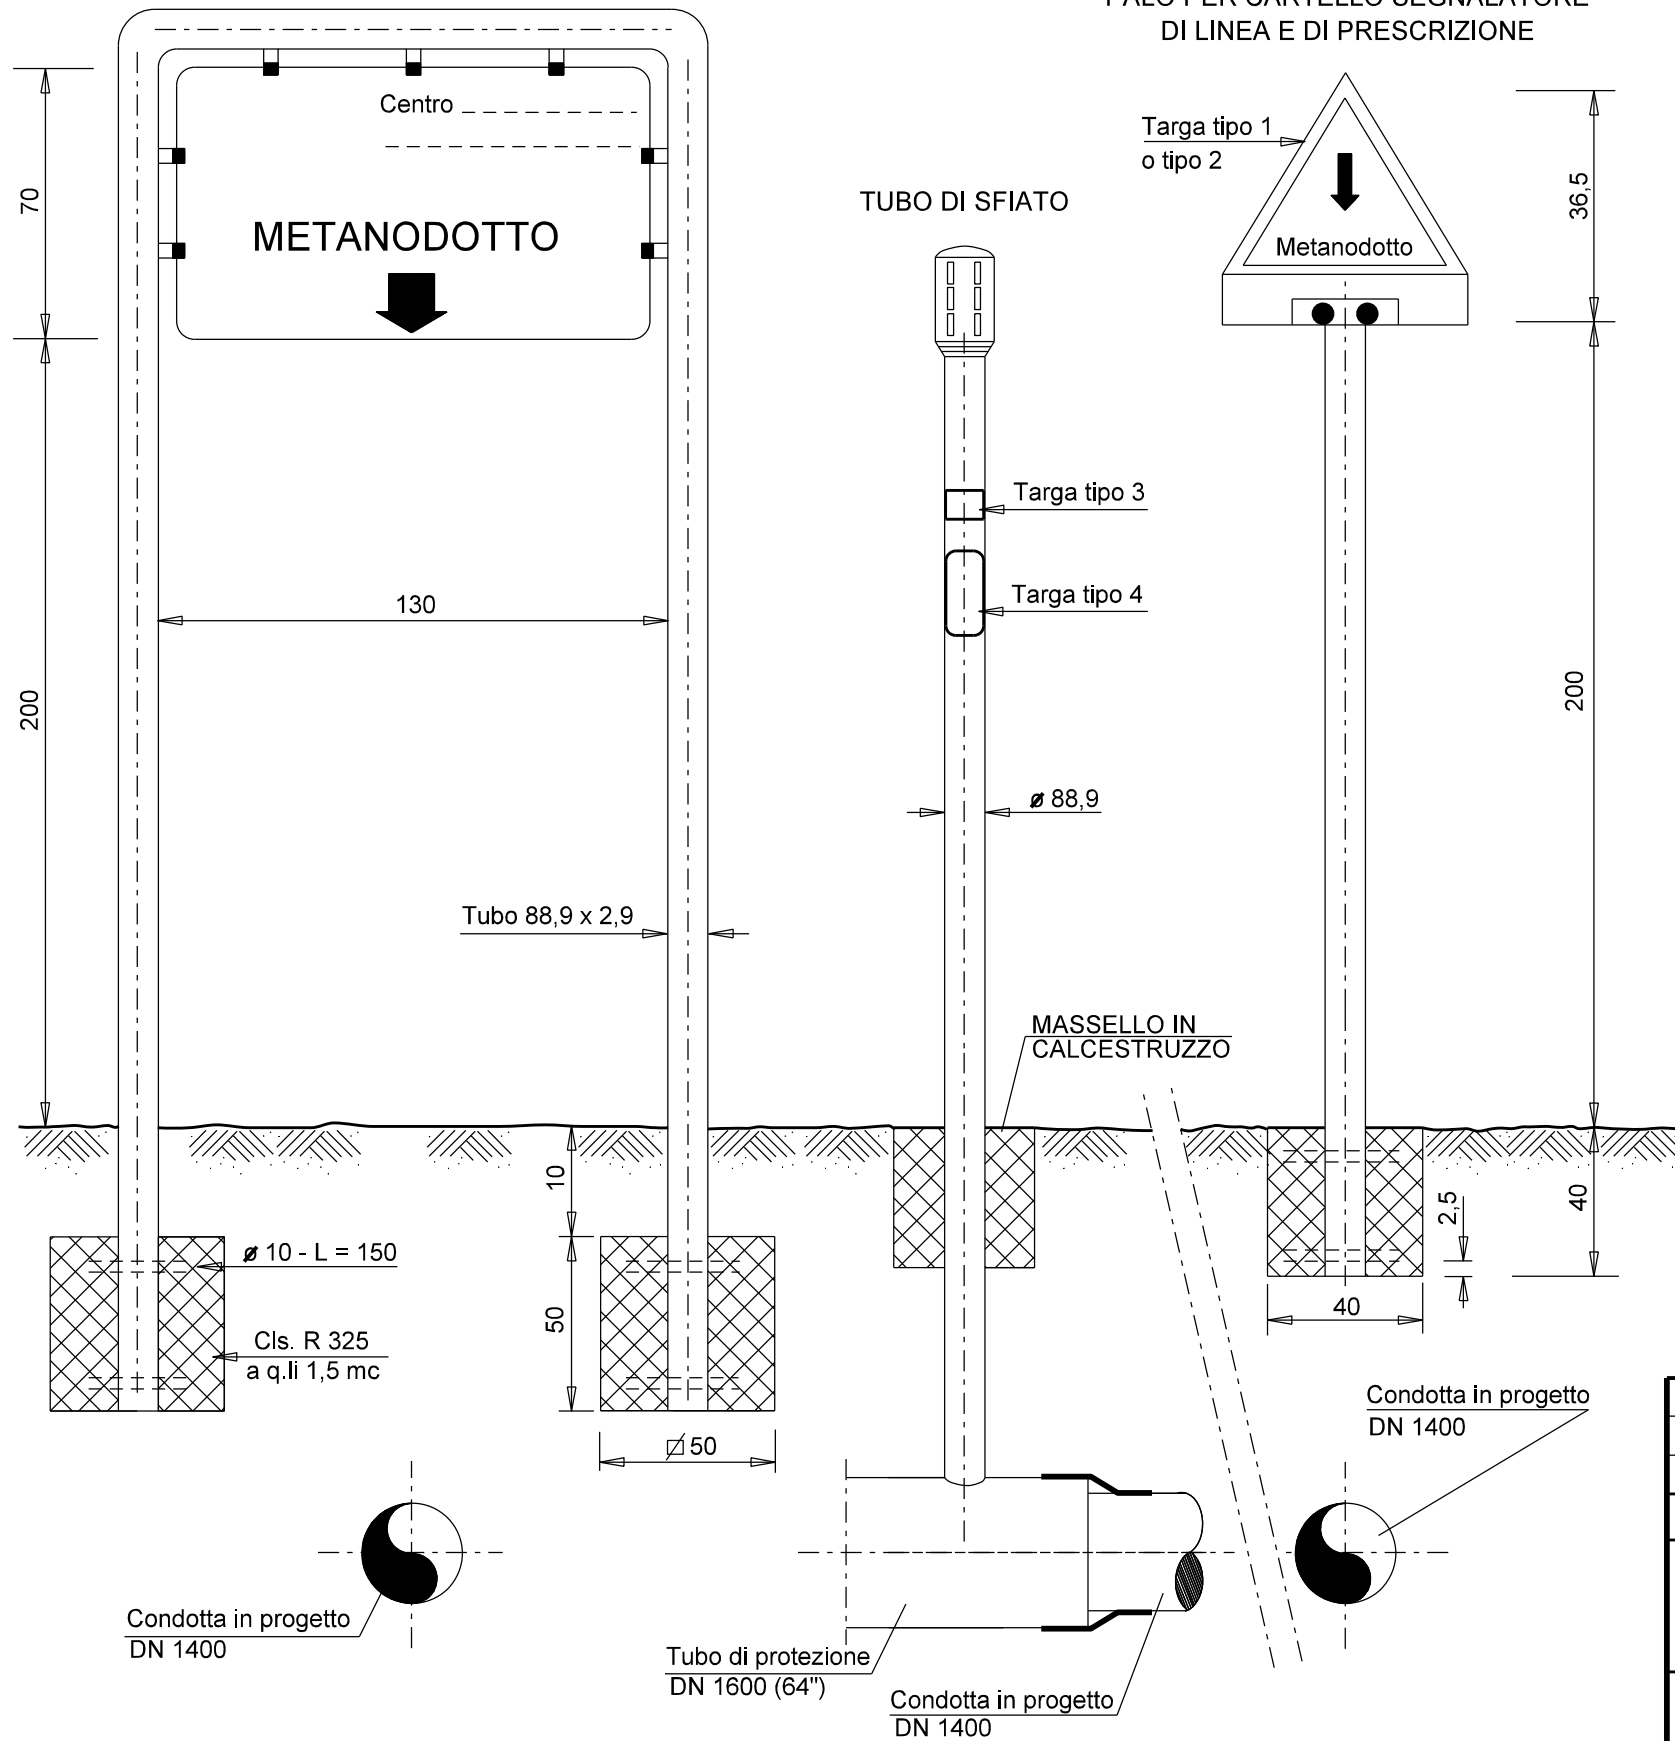 PALO PER CARTELLO SEGNALATORE
DI LINEA E DI PRESCRIZIONE
Centro
METANODOTTO
70
200
130
Tubo 88,9 x 2,9
TUBO DI SFIATO
Targa tipo 3
Targa tipo 4
ø 88,9
MASSELLO IN
CALCESTRUZZO
Targa tipo 1
o tipo 2
Metanodotto
36,5
200
40
2,5
40
10
50
ø 10 - L = 150
Cls. R 325
a q.li 1,5 mc
50
Condotta in progetto
DN 1400
Tubo di protezione
DN 1600 (64")
Condotta in progetto
DN 1400
Condotta in progetto
DN 1400